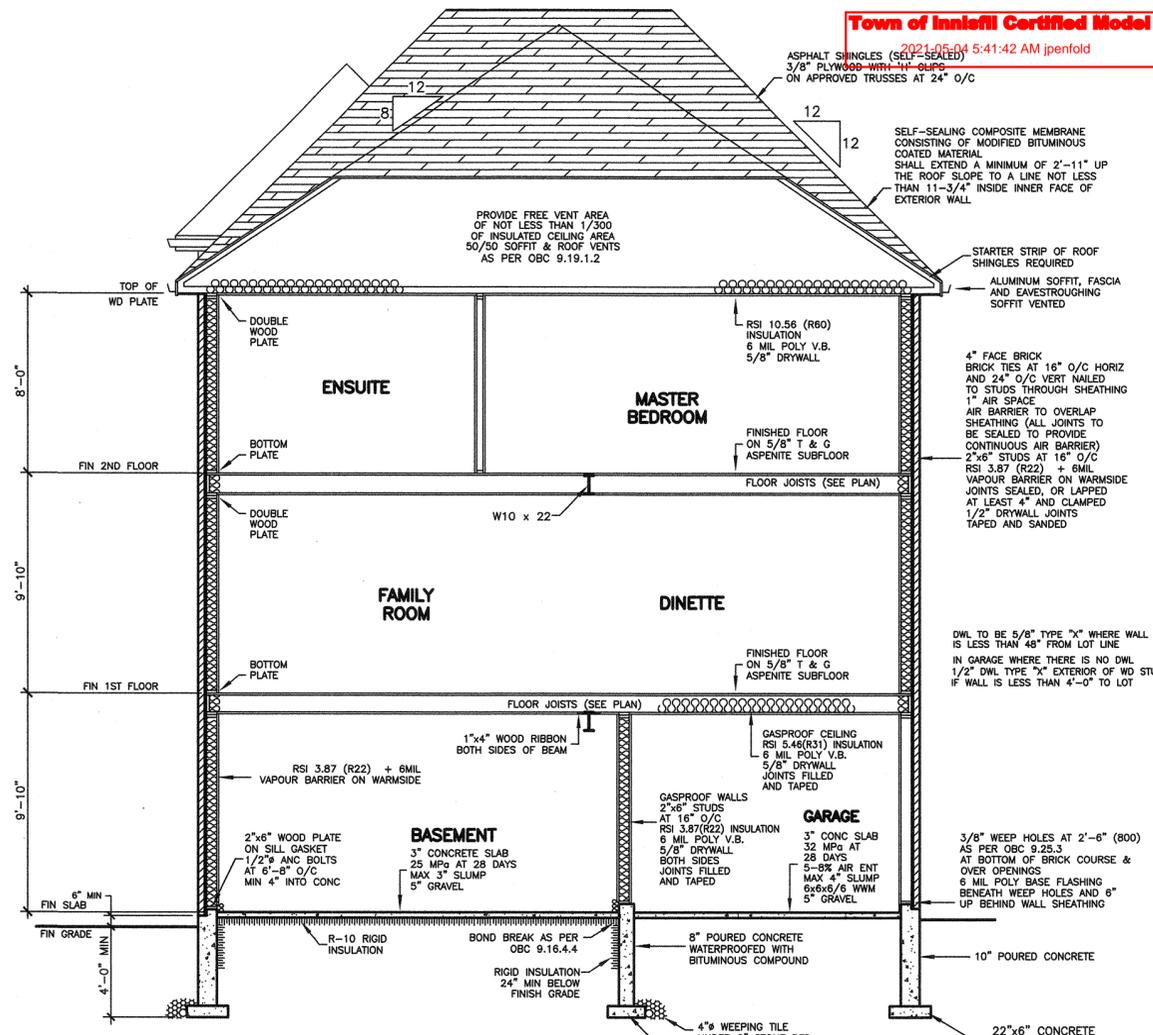 Town of Innisfil Certified Model
2021-05-04 5:41:42 AM jpenfold
ASPHALT SHINGLES (SELF-SEALED)
3/8" PLYWOOD WITH 'H' CLIPS
ON APPROVED TRUSSES AT 24" O/C
12
8
12
12
SELF-SEALING COMPOSITE MEMBRANE
CONSISTING OF MODIFIED BITUMINOUS
COATED MATERIAL
SHALL EXTEND A MINIMUM OF 2'-11" UP
THE ROOF SLOPE TO A LINE NOT LESS
THAN 11-3/4" INSIDE INNER FACE OF
EXTERIOR WALL
PROVIDE FREE VENT AREA
OF NOT LESS THAN 1/300
OF INSULATED CEILING AREA
50/50 SOFFIT & ROOF VENTS
AS PER OBC 9.19.1.2
STARTER STRIP OF ROOF
SHINGLES REQUIRED
ALUMINUM SOFFIT, FASCIA
AND EAVESTROUGHING
SOFFIT VENTED
TOP OF
WD PLATE
DOUBLE
WOOD
PLATE
RSI 10.56 (R60)
INSULATION
6 MIL POLY V.B.
5/8" DRYWALL
8'-0"
ENSUITE
MASTER
BEDROOM
4" FACE BRICK
BRICK TIES AT 16" O/C HORIZ
AND 24" O/C VERT NAILED
TO STUDS THROUGH SHEATHING
1" AIR SPACE
AIR BARRIER TO OVERLAP
SHEATHING (ALL JOINTS TO
BE SEALED TO PROVIDE
CONTINUOUS AIR BARRIER)
2"x6" STUDS AT 16" O/C
RSI 3.87 (R22) + 6MIL
VAPOUR BARRIER ON WARMSIDE
JOINTS SEALED, OR LAPPED
AT LEAST 4" AND CLAMPED
1/2" DRYWALL JOINTS
TAPED AND SANDED
BOTTOM
PLATE
FINISHED FLOOR
ON 5/8" T & G
ASPENITE SUBFLOOR
FIN 2ND FLOOR
FLOOR JOISTS (SEE PLAN)
W10 x 22
DOUBLE
WOOD
PLATE
9'-10"
FAMILY
ROOM
DINETTE
DWL TO BE 5/8" TYPE "X" WHERE WALL
IS LESS THAN 48" FROM LOT LINE
IN GARAGE WHERE THERE IS NO DWL
1/2" DWL TYPE "X" EXTERIOR OF WD
IF WALL IS LESS THAN 4'-0" TO LOT
BOTTOM
PLATE
FINISHED FLOOR
ON 5/8" T & G
ASPENITE SUBFLOOR
FIN 1ST FLOOR
FLOOR JOISTS (SEE PLAN)
1"x4" WOOD RIBBON
BOTH SIDES OF BEAM
GASPROOF CEILING
RSI 5.46(R31) INSULATION
6 MIL POLY V.B.
5/8" DRYWALL
JOINTS FILLED
AND TAPED
RSI 3.87 (R22) + 6MIL
VAPOUR BARRIER ON WARMSIDE
9'-10"
GASPROOF WALLS
2"x6" STUDS
AT 16" O/C
RSI 3.87(R22) INSULATION
6 MIL POLY V.B.
5/8" DRYWALL
BOTH SIDES
JOINTS FILLED
AND TAPED
2"x6" WOOD PLATE
ON SILL GASKET
1/2"ø ANC BOLTS
AT 6'-8" O/C
MIN 4" INTO CONC
BASEMENT
3" CONCRETE SLAB
25 MPa AT 28 DAYS
MAX 3" SLUMP
5" GRAVEL
GARAGE
3" CONC SLAB
32 MPa AT
28 DAYS
5-8% AIR ENT
MAX 4" SLUMP
6x6x6/6 WWM
5" GRAVEL
3/8" WEEP HOLES AT 2'-6" (800)
AS PER OBC 9.25.3
AT BOTTOM OF BRICK COURSE &
OVER OPENINGS
6 MIL POLY BASE FLASHING
BENEATH WEEP HOLES AND 6"
UP BEHIND WALL SHEATHING
6" MIN
FIN SLAB
FIN GRADE
4'-0" MIN
R-10 RIGID
INSULATION
BOND BREAK AS PER
OBC 9.16.4.4
RIGID INSULATION
24" MIN BELOW
FINISH GRADE
8" POURED CONCRETE
WATERPROOFED WITH
BITUMINOUS COMPOUND
10" POURED CONCRETE
4"ø WEEPING TILE
22"x6" CONCRETE